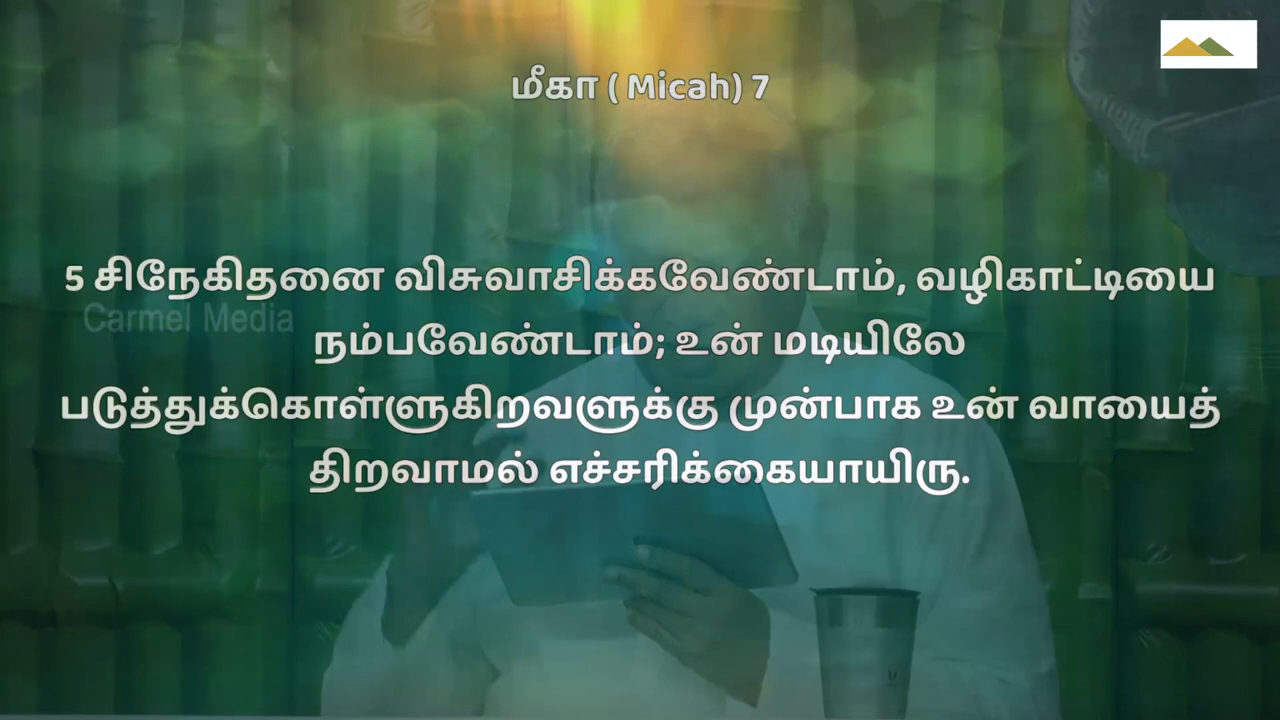 மீகா ( Micah) 7
5 சிநேகிதனை விசுவாசிக்கவேண்டாம், வழிகாட்டியை
Carmel Media
நம்பவேண்டாம்; உன் மடியிலே
படுத்துக்கொள்ளுகிறவளுக்கு முன்பாக உன் வாயைத்
திறவாமல் எச்சரிக்கையாயிரு.